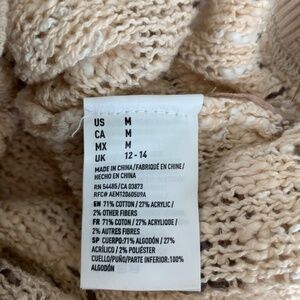 US M
CA M
MX M
UK 12 - 14
MADE IN CHINA/FABRIQUÉ EN CHINE/
HECHO EN CHINA
RN 54485/CA 03873
RFC# AEM120605U9A
EN 71% COTTON / 27% ACRYLIC /
2% OTHER FIBERS
FR 71% COTON / 27% ACRYLIQUE /
2% AUTRES FIBRES
SP CUERPO:71% ALGODÓN / 27%
ACRÍLICO / 2% POLIÉSTER
CUELLO/PUÑO/PARTE INFERIOR:100%
ALGODÓN